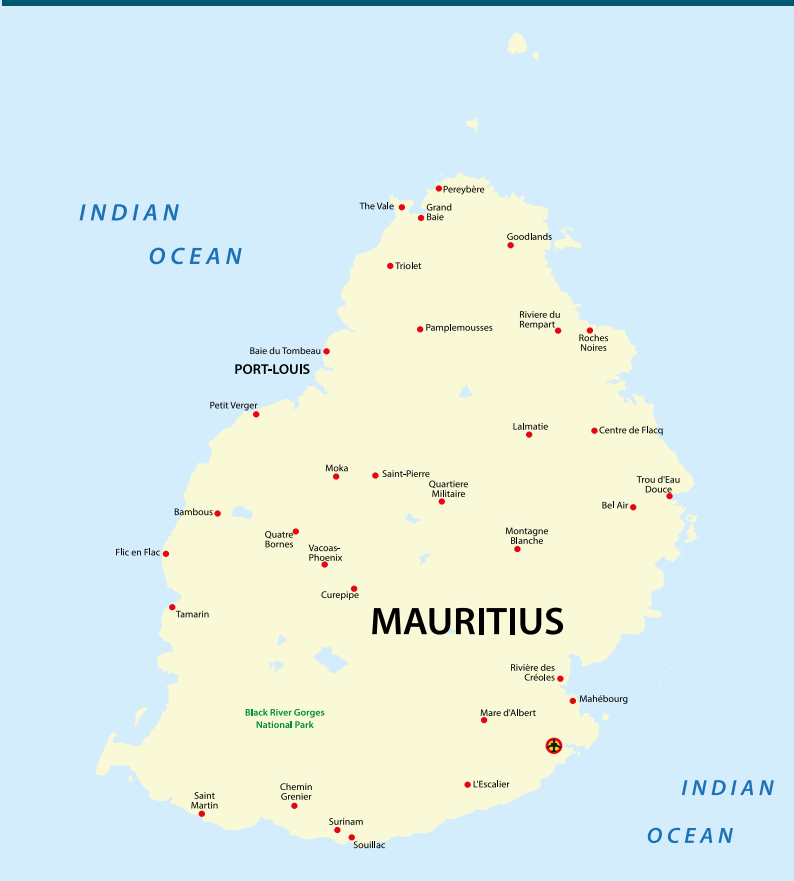 Pereybère
The Vale
Grand
Baie
INDIAN
OCEAN
Goodlands
Triolet
Riviere du
Rempart
Pamplemousses
Roches
Noires
Baie du Tombeau
PORT-LOUIS
Petit Verger
Lalmatie
Centre de Flacq
Moka
Saint-Pierre
Quartiere
Militaire
Trou d'Eau
Douce
Bel Air
Bambous
Quatre
Bornes
Montagne
Blanche
Vacoas-
Phoenix
Flic en Flac
Curepipe
Tamarin
MAURITIUS
Rivière des
Créoles
Mahébourg
Black River Gorges
National Park
Mare d'Albert
L'Escalier
INDIAN
OCEAN
Chemin
Grenier
Saint
Martin
Surinam
Souillac